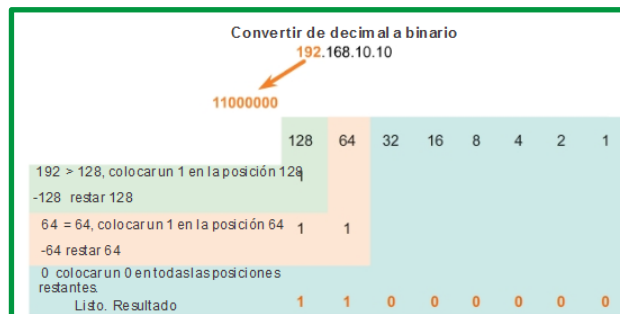 Convertir de decimal a binario
192.168.10.10
11000000
128 64 32 16 8 4 2 1
192 > 128, colocar un 1 en la posición 128 1
-128 restar 128
64 = 64, colocar un 1 en la posición 64 1 1
-64 restar 64
0 colocar un 0 en todas las posiciones
restantes.
Listo. Resultado 1 1 0 0 0 0 0 0